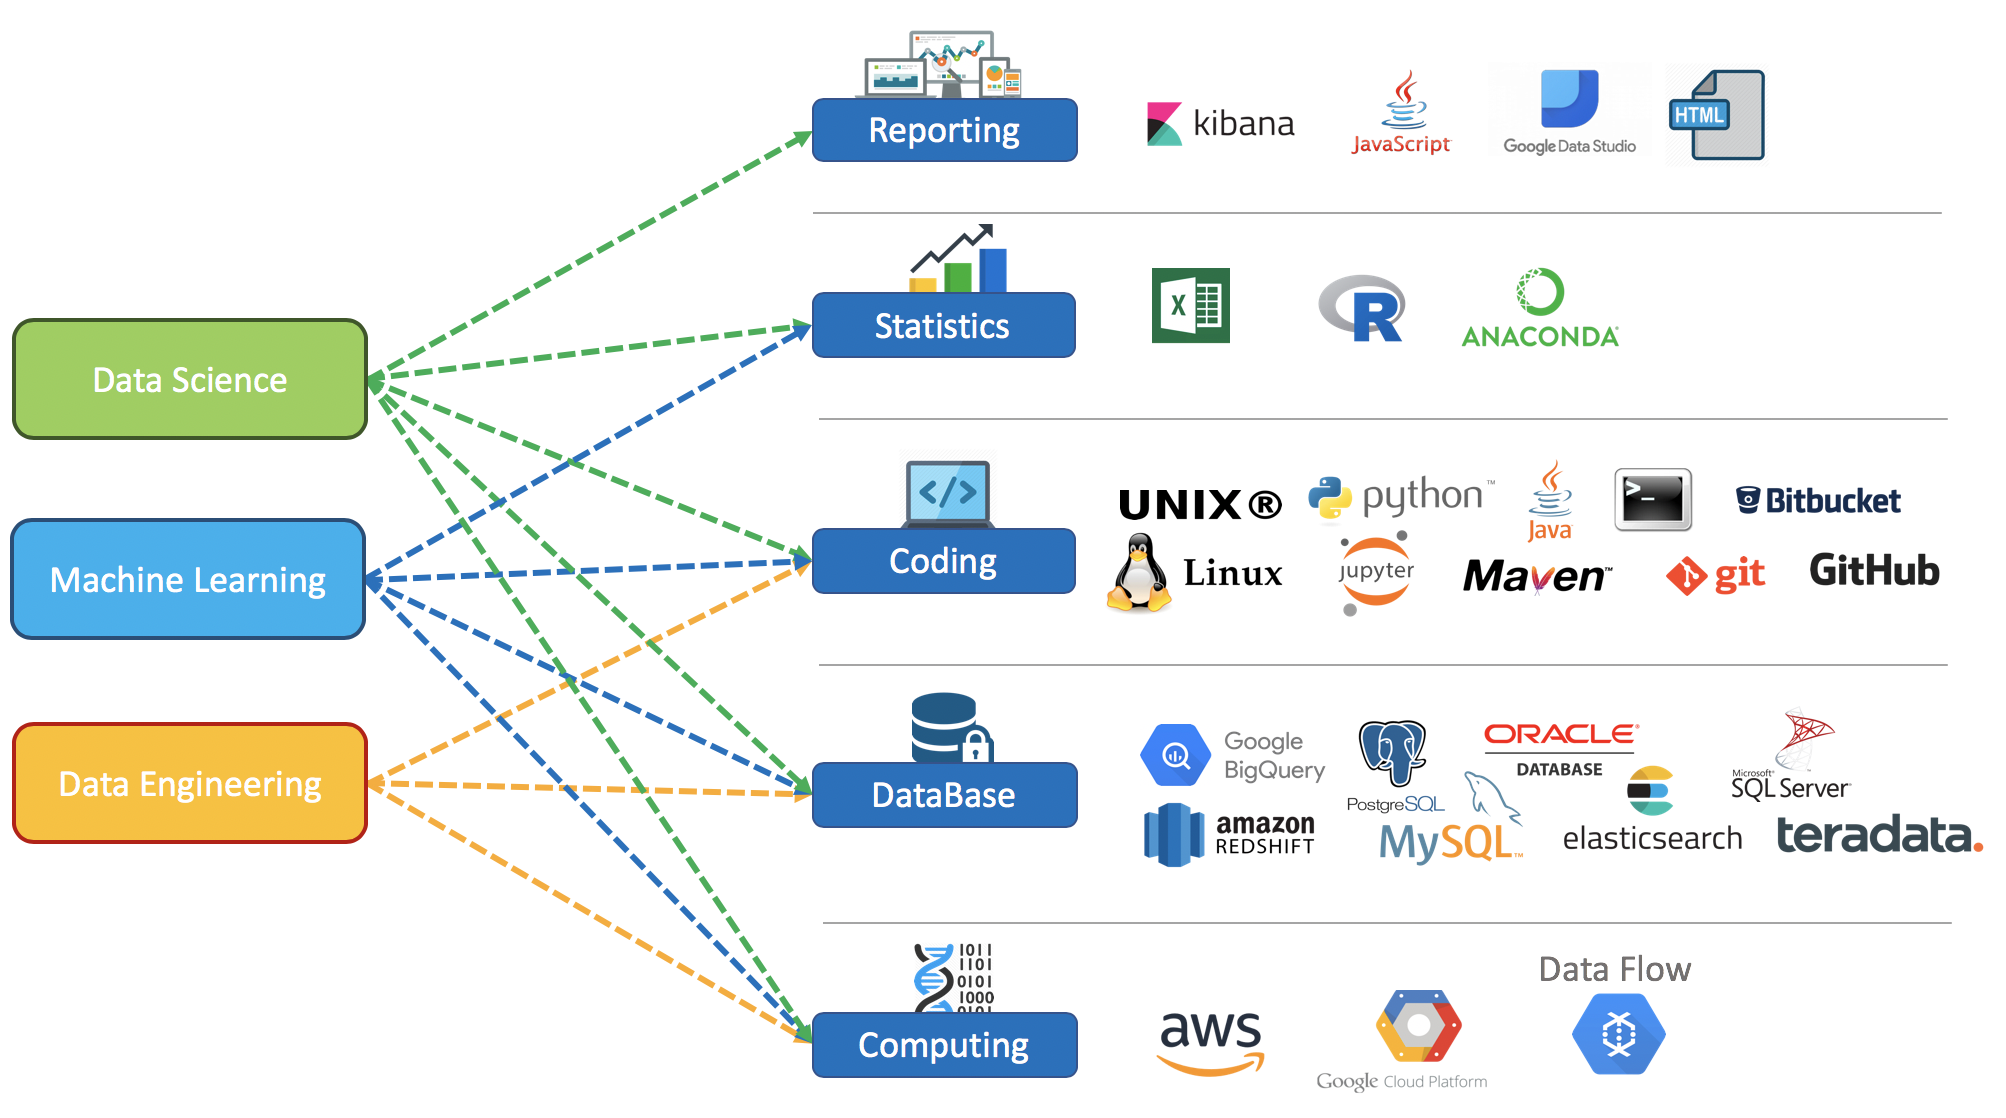 Data Science
Machine Learning
Data Engineering
Reporting
kibana
JavaScript
Google Data Studio
HTML
Statistics
X
R
ANACONDA®
</>
Coding
UNIX ®
python™
Java
>_
Bitbucket
Linux
jupyter
Maven™
git
GitHub
DataBase
Google
BigQuery
PostgreSQL
ORACLE®
DATABASE
Microsoft®
SQL Server®
amazon
REDSHIFT
MySQL™
elasticsearch
teradata.
1011
1101
0101
1000
0101
Computing
aws
Google Cloud Platform
Data Flow